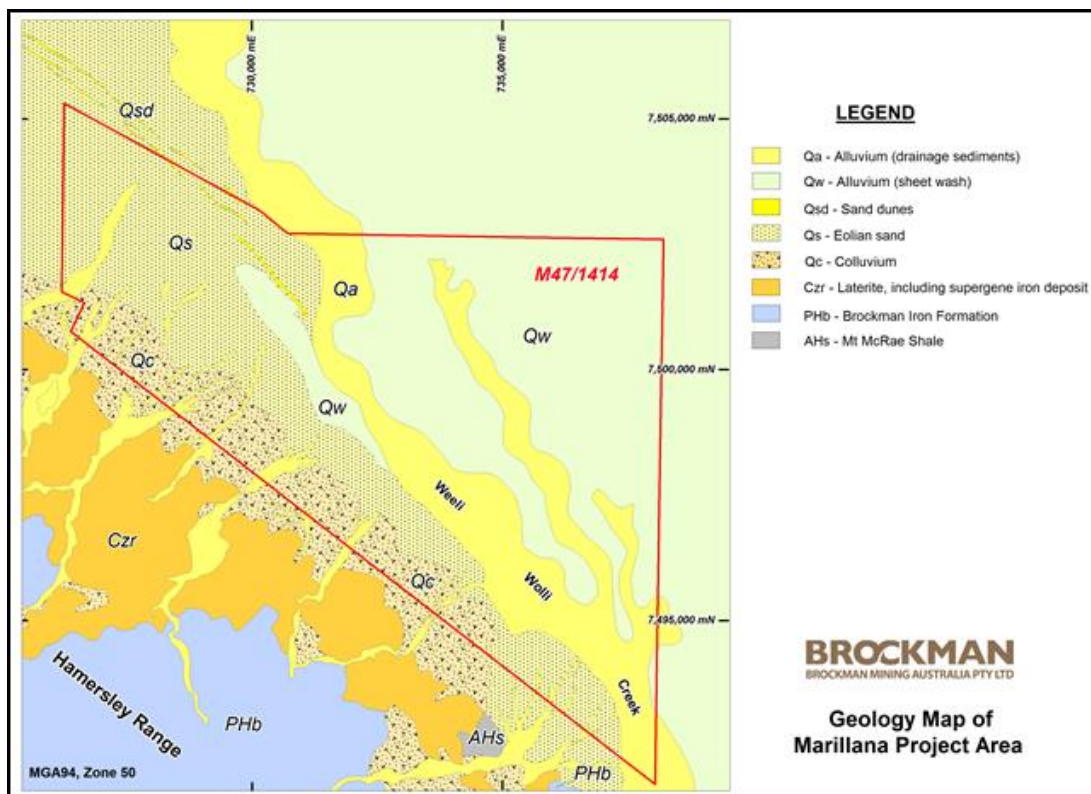 730,000 mE
735,000 mE
Qsd
7,505,000 mN
Qs
M47/1414
Qa
Qw
7,500,000 mN
Qc
Qw
Weeli
Czr
Qc
Wolli
7,495,000 mN
Creek
Hamersley Range
PHb
AHs
PHb
MGA94, Zone 50
LEGEND
Qa - Alluvium (drainage sediments)
Qw - Alluvium (sheet wash)
Qsd - Sand dunes
Qs - Eolian sand
Qc - Colluvium
Czr - Laterite, including supergene iron deposit
PHb - Brockman Iron Formation
AHs - Mt McRae Shale
BROCKMAN
BROCKMAN MINING AUSTRALIA PTY LTD
Geology Map of
Marillana Project Area